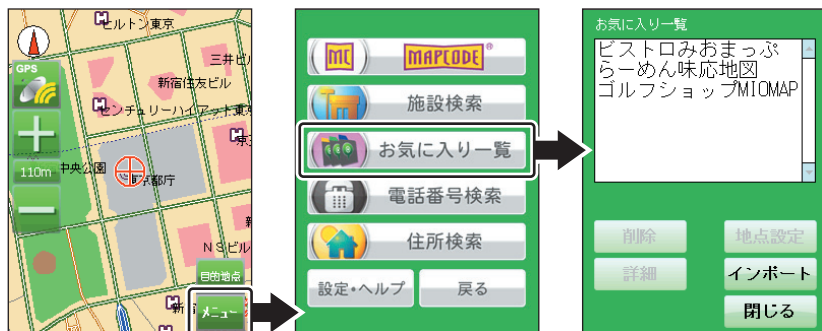 ヒルトン東京
三井ビ
GPS
新宿住友ビル
センチュリーハイアット東京
110m
中央公園
東京都庁
NSビル
目的地点
メニュー
MC MAPCODE®
施設検索
お気に入り一覧
電話番号検索
住所検索
設定・ヘルプ
戻る
お気に入り一覧
ビストロみおまっぷ
らーめん味応地図
ゴルフショップMIOMAP
削除
地点設定
詳細
インポート
閉じる